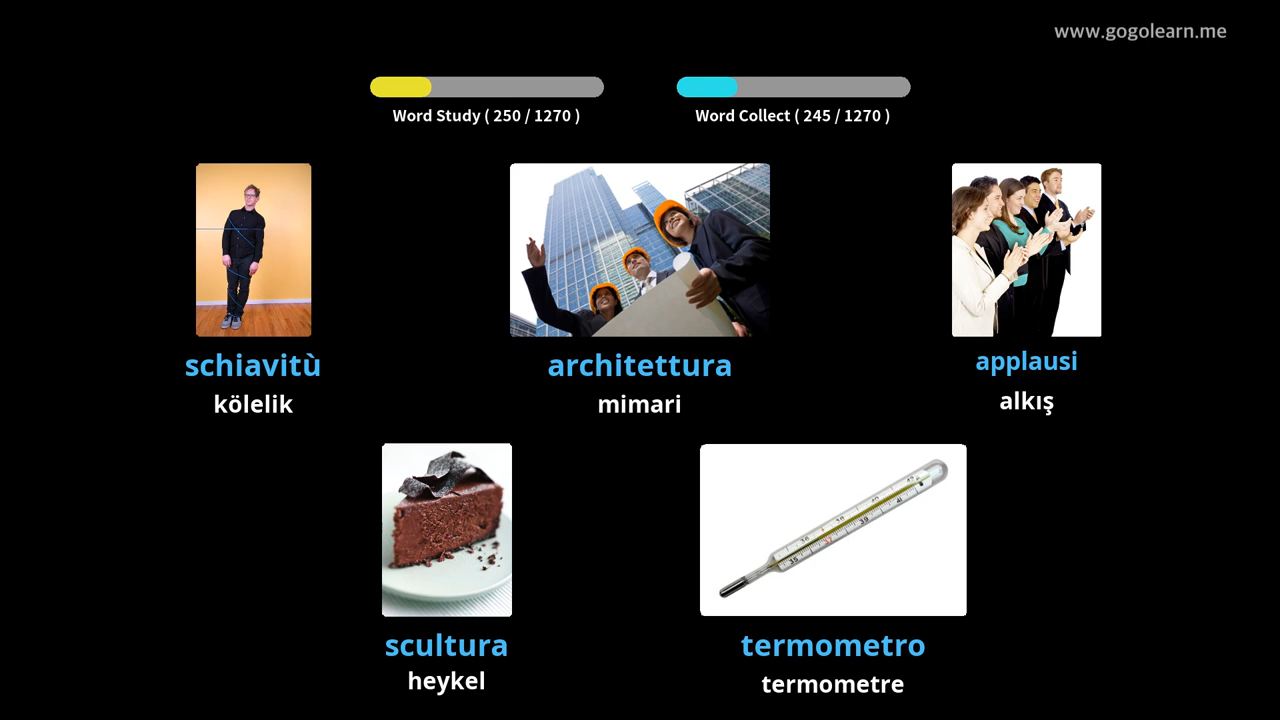 www.gogolearn.me
Word Study ( 250 / 1270 )
Word Collect ( 245 / 1270 )
schiavitù
kölelik
architettura
mimari
applausi
alkış
scultura
heykel
termometro
termometre